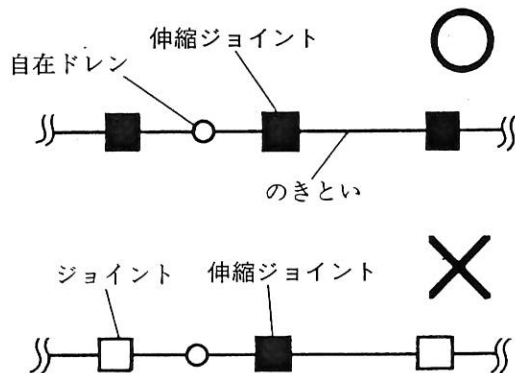 伸縮ジョイント
自在ドレン
のきとい
ジョイント
伸縮ジョイント